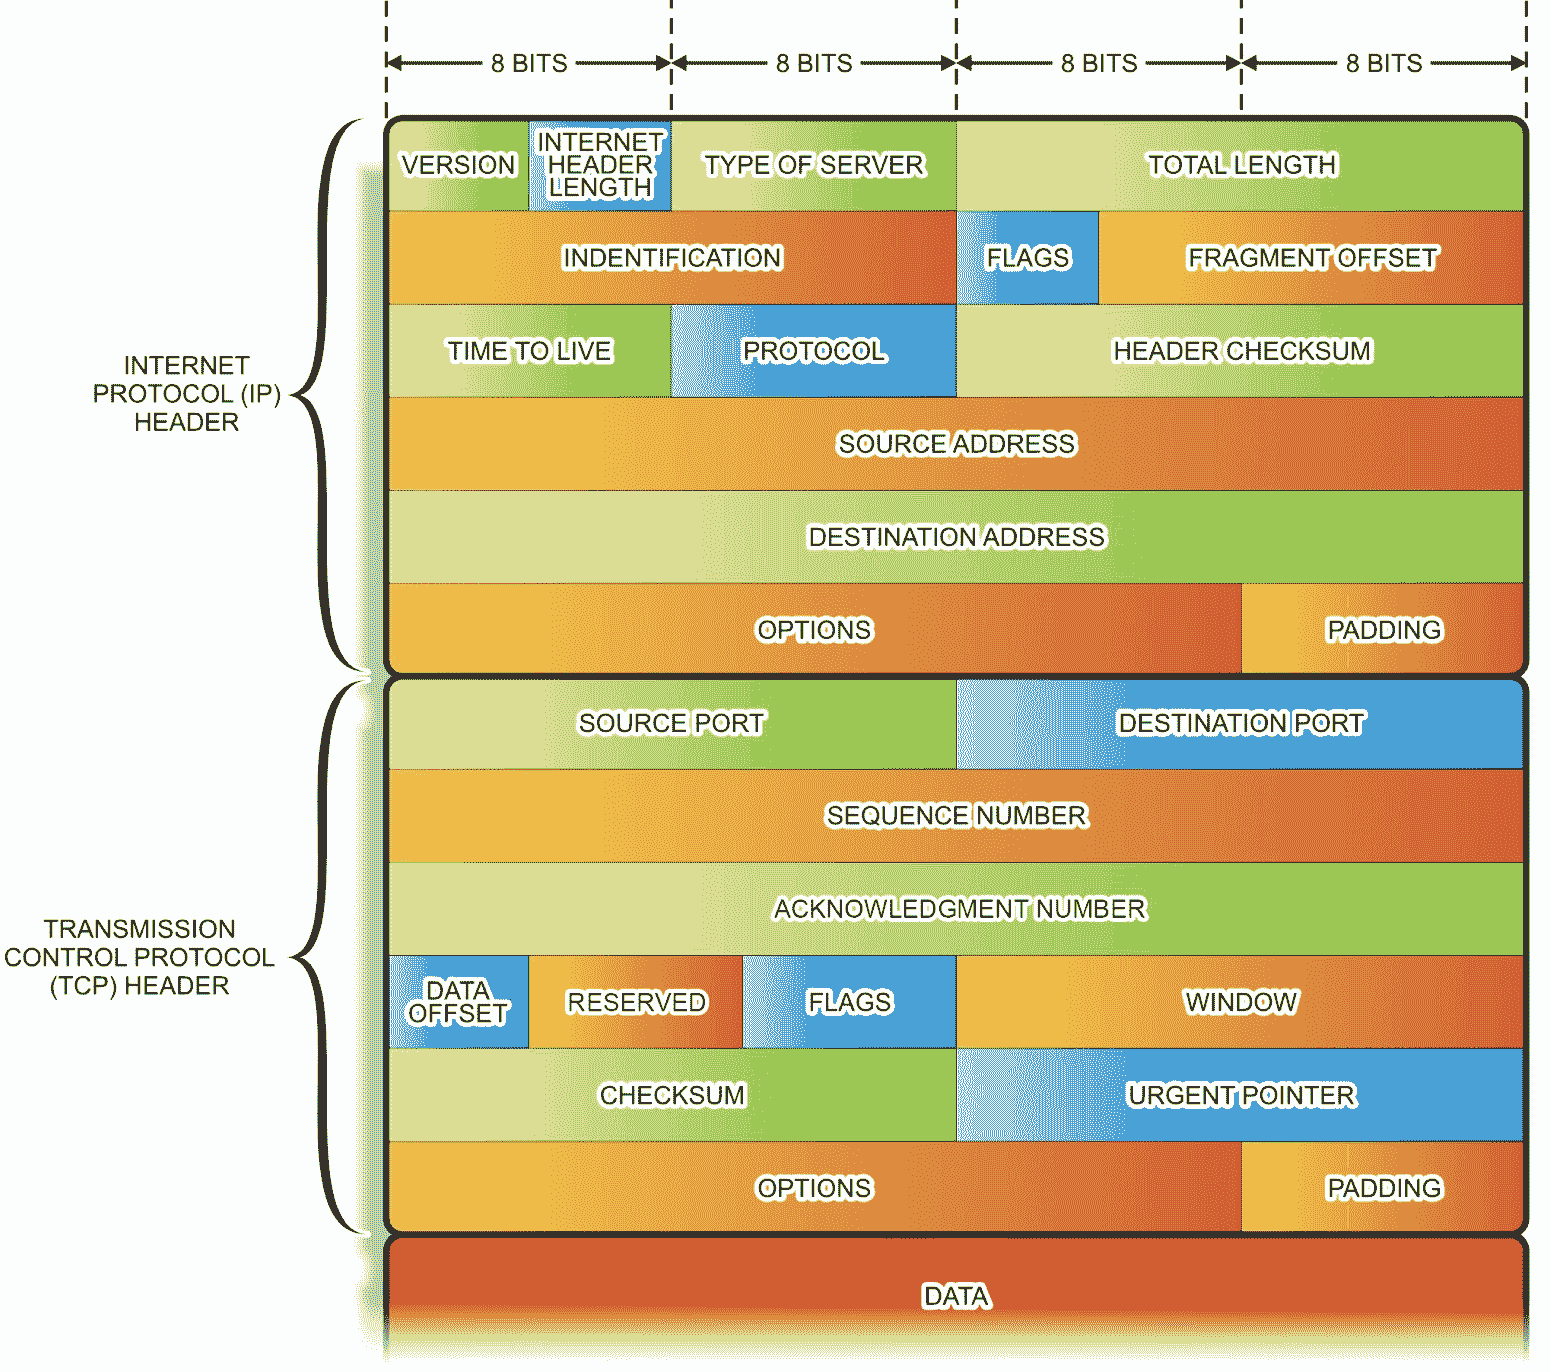 8 BITS 8 BITS 8 BITS 8 BITS
VERSION
INTERNET
HEADER
LENGTH
TYPE OF SERVER
TOTAL LENGTH
INDENTIFICATION
FLAGS
FRAGMENT OFFSET
TIME TO LIVE
PROTOCOL
HEADER CHECKSUM
INTERNET
PROTOCOL (IP)
HEADER
SOURCE ADDRESS
DESTINATION ADDRESS
OPTIONS
PADDING
SOURCE PORT
DESTINATION PORT
SEQUENCE NUMBER
ACKNOWLEDGMENT NUMBER
TRANSMISSION
CONTROL PROTOCOL
(TCP) HEADER
DATA
OFFSET
RESERVED
FLAGS
WINDOW
CHECKSUM
URGENT POINTER
OPTIONS
PADDING
DATA